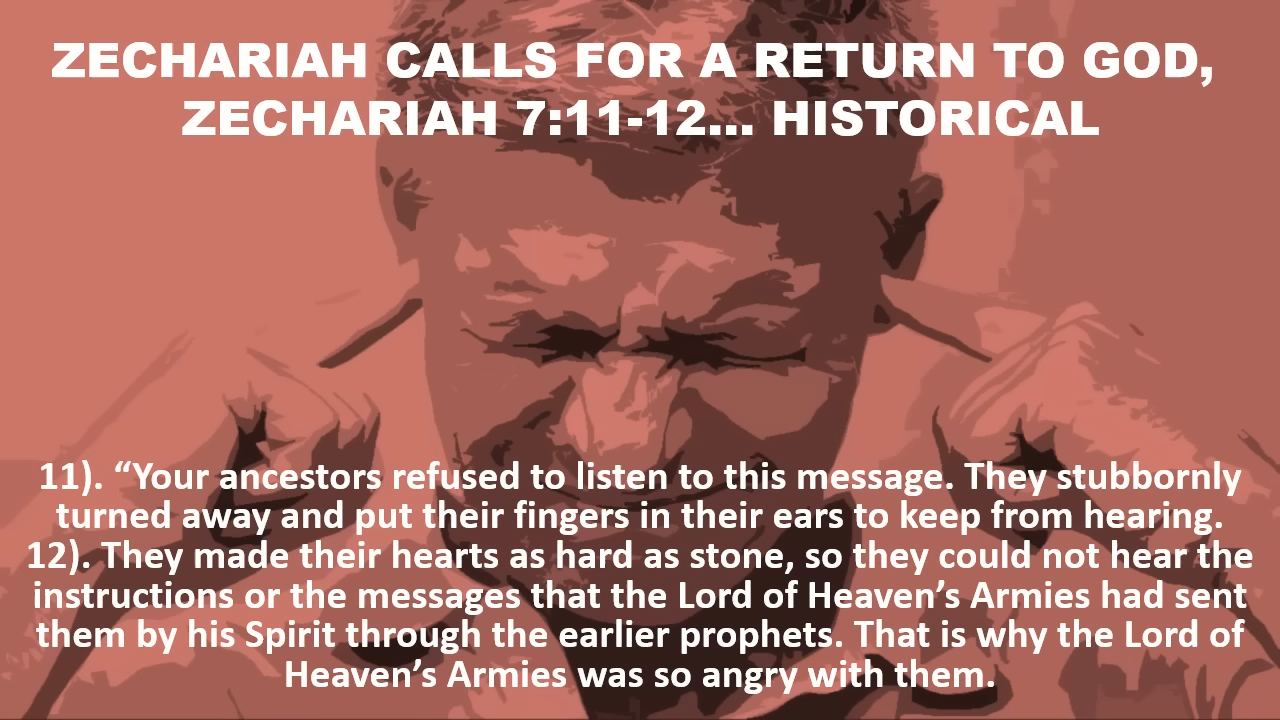 ZECHARIAH CALLS FOR A RETURN TO GOD,
ZECHARIAH 7:11-12... HISTORICAL
11). “Your ancestors refused to listen to this message. They stubbornly
turned away and put their fingers in their ears to keep from hearing.
12). They made their hearts as hard as stone, so they could not hear the
instructions or the messages that the Lord of Heaven’s Armies had sent
them by his Spirit through the earlier prophets. That is why the Lord of
Heaven’s Armies was so angry with them.